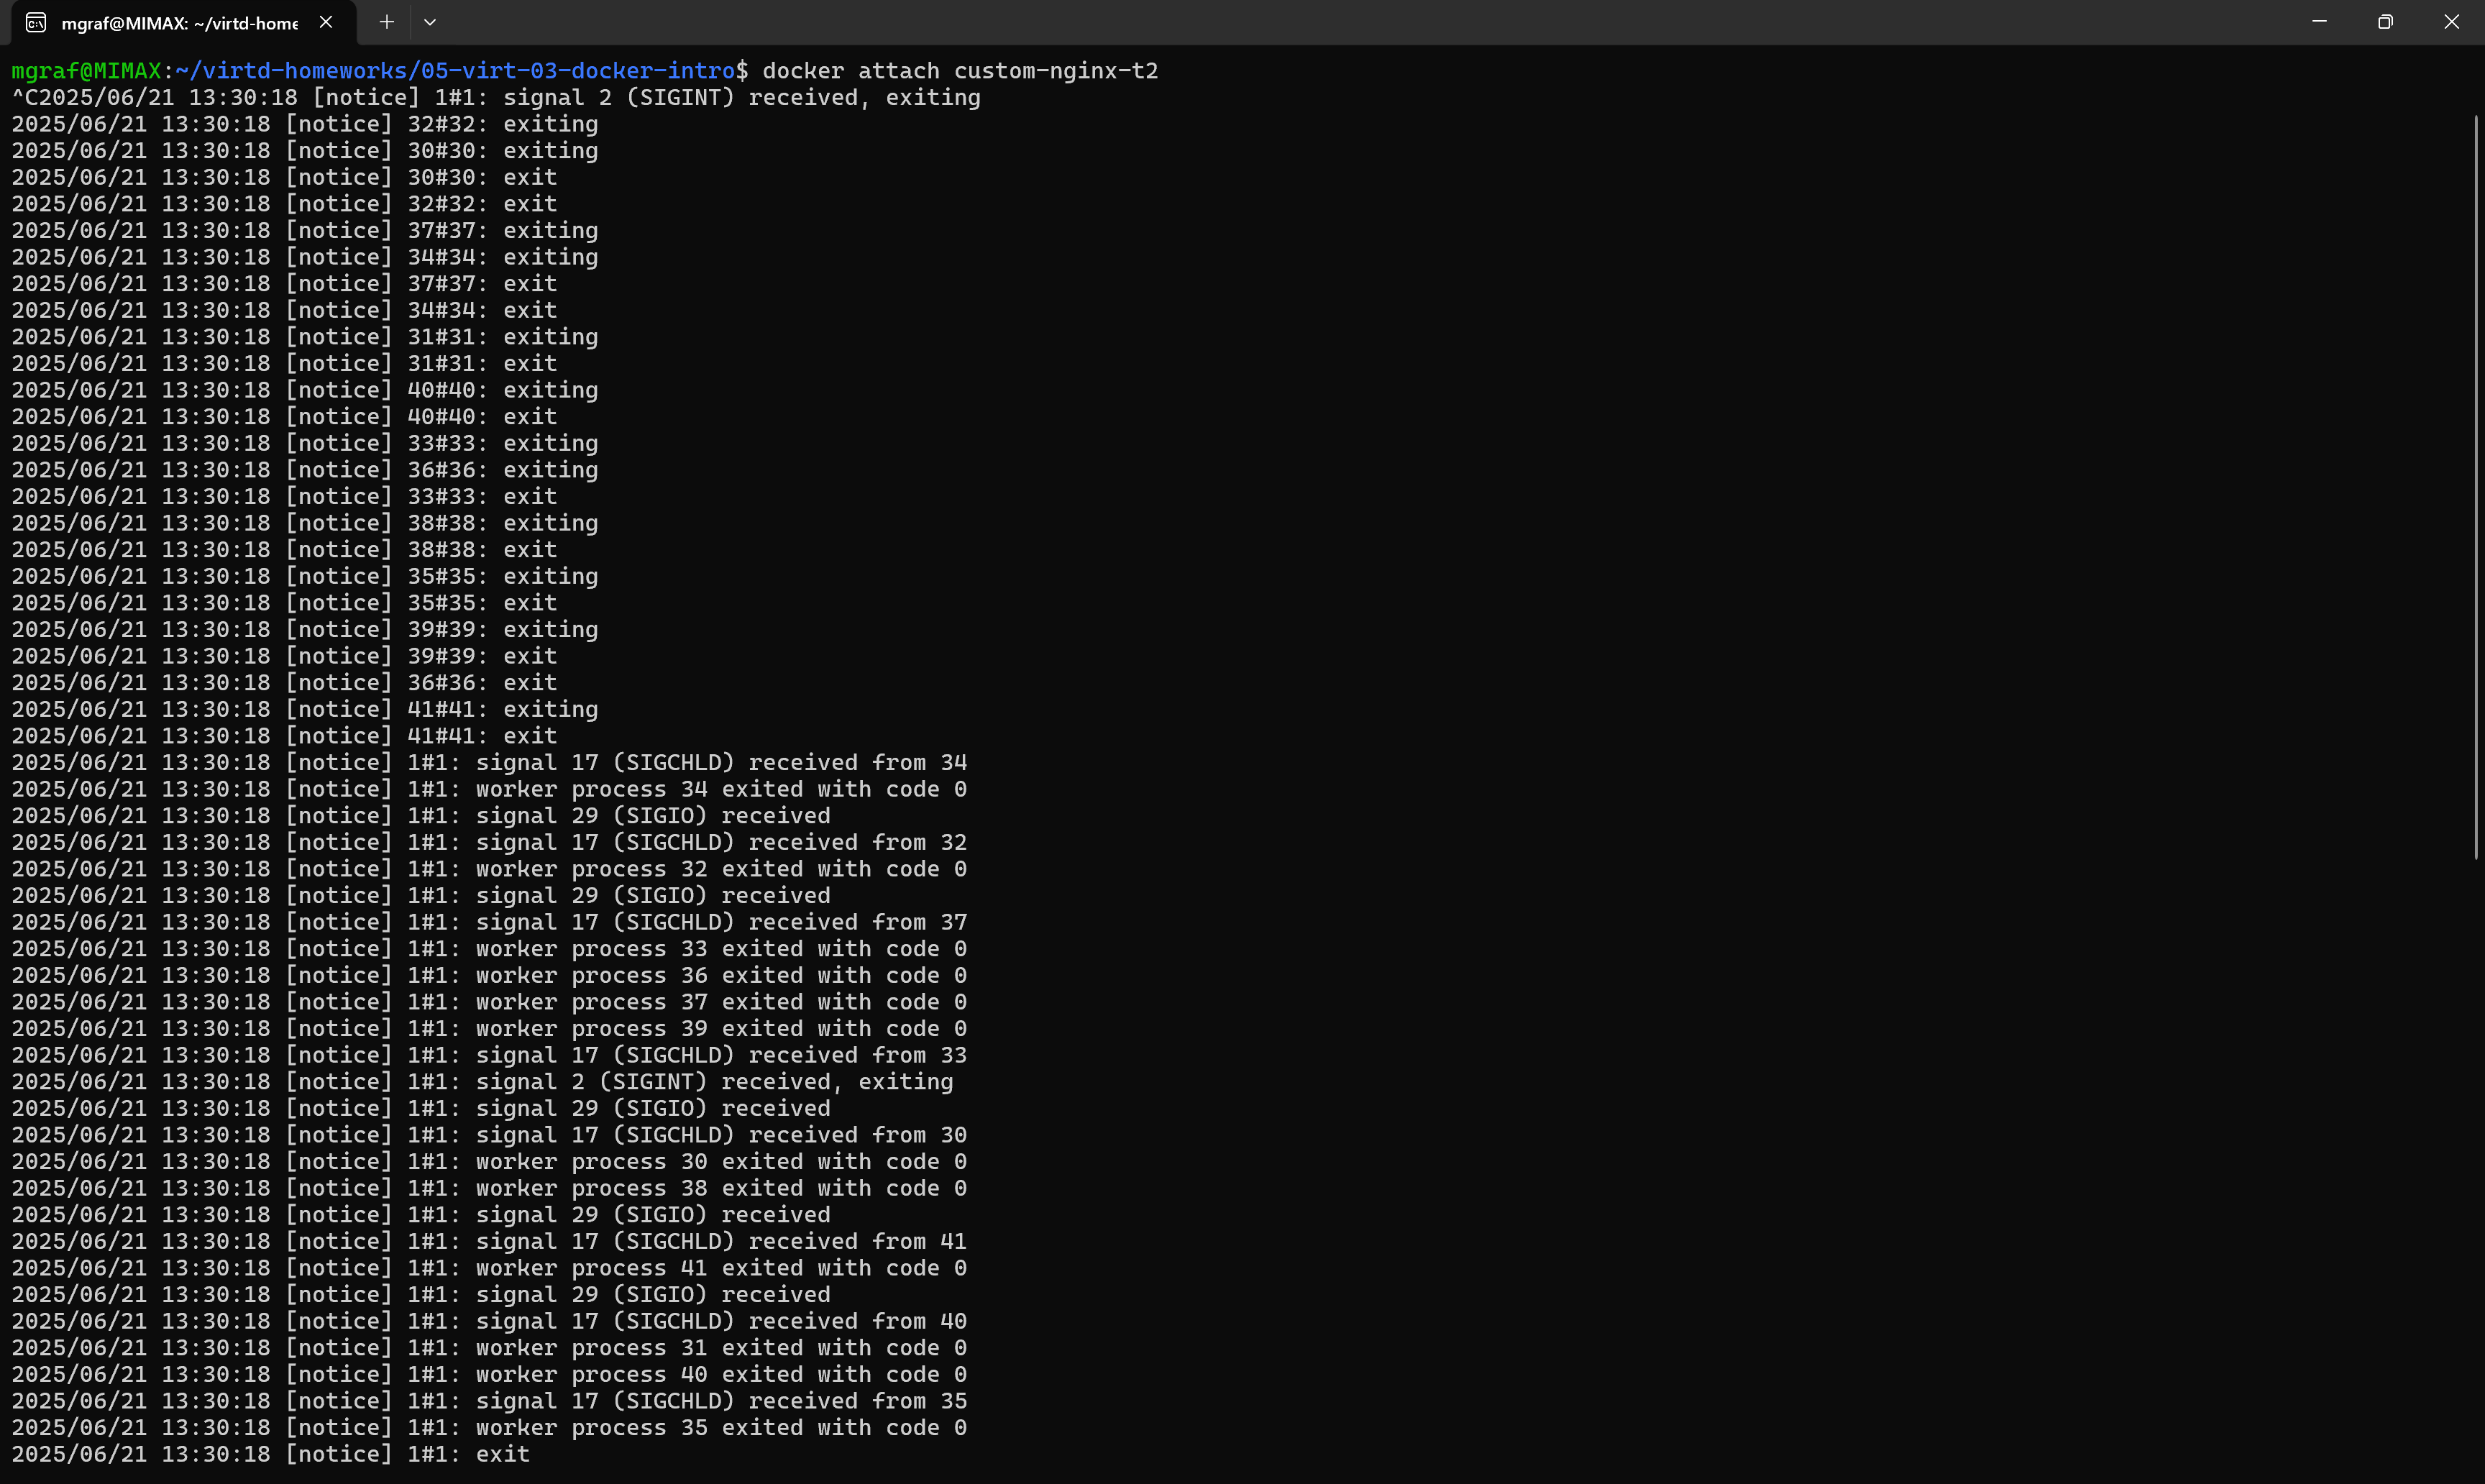 mgraf@MIMAX: ~/virtd-home
mgraf@MIMAX:~/virtd-homeworks/05-virt-03-docker-intro$ docker attach custom-nginx-t2
^C2025/06/21 13:30:18 [notice] 1#1: signal 2 (SIGINT) received, exiting
2025/06/21 13:30:18 [notice] 32#32: exiting
2025/06/21 13:30:18 [notice] 30#30: exiting
2025/06/21 13:30:18 [notice] 30#30: exit
2025/06/21 13:30:18 [notice] 32#32: exit
2025/06/21 13:30:18 [notice] 37#37: exiting
2025/06/21 13:30:18 [notice] 34#34: exiting
2025/06/21 13:30:18 [notice] 37#37: exit
2025/06/21 13:30:18 [notice] 34#34: exit
2025/06/21 13:30:18 [notice] 31#31: exiting
2025/06/21 13:30:18 [notice] 31#31: exit
2025/06/21 13:30:18 [notice] 40#40: exiting
2025/06/21 13:30:18 [notice] 40#40: exit
2025/06/21 13:30:18 [notice] 33#33: exiting
2025/06/21 13:30:18 [notice] 36#36: exiting
2025/06/21 13:30:18 [notice] 33#33: exit
2025/06/21 13:30:18 [notice] 38#38: exiting
2025/06/21 13:30:18 [notice] 38#38: exit
2025/06/21 13:30:18 [notice] 35#35: exiting
2025/06/21 13:30:18 [notice] 35#35: exit
2025/06/21 13:30:18 [notice] 39#39: exiting
2025/06/21 13:30:18 [notice] 39#39: exit
2025/06/21 13:30:18 [notice] 36#36: exit
2025/06/21 13:30:18 [notice] 41#41: exiting
2025/06/21 13:30:18 [notice] 41#41: exit
2025/06/21 13:30:18 [notice] 1#1: signal 17 (SIGCHLD) received from 34
2025/06/21 13:30:18 [notice] 1#1: worker process 34 exited with code 0
2025/06/21 13:30:18 [notice] 1#1: signal 29 (SIGIO) received
2025/06/21 13:30:18 [notice] 1#1: signal 17 (SIGCHLD) received from 32
2025/06/21 13:30:18 [notice] 1#1: worker process 32 exited with code 0
2025/06/21 13:30:18 [notice] 1#1: signal 29 (SIGIO) received
2025/06/21 13:30:18 [notice] 1#1: signal 17 (SIGCHLD) received from 37
2025/06/21 13:30:18 [notice] 1#1: worker process 33 exited with code 0
2025/06/21 13:30:18 [notice] 1#1: worker process 36 exited with code 0
2025/06/21 13:30:18 [notice] 1#1: worker process 37 exited with code 0
2025/06/21 13:30:18 [notice] 1#1: worker process 39 exited with code 0
2025/06/21 13:30:18 [notice] 1#1: signal 17 (SIGCHLD) received from 33
2025/06/21 13:30:18 [notice] 1#1: signal 2 (SIGINT) received, exiting
2025/06/21 13:30:18 [notice] 1#1: signal 29 (SIGIO) received
2025/06/21 13:30:18 [notice] 1#1: signal 17 (SIGCHLD) received from 30
2025/06/21 13:30:18 [notice] 1#1: worker process 30 exited with code 0
2025/06/21 13:30:18 [notice] 1#1: worker process 38 exited with code 0
2025/06/21 13:30:18 [notice] 1#1: signal 29 (SIGIO) received
2025/06/21 13:30:18 [notice] 1#1: signal 17 (SIGCHLD) received from 41
2025/06/21 13:30:18 [notice] 1#1: worker process 41 exited with code 0
2025/06/21 13:30:18 [notice] 1#1: signal 29 (SIGIO) received
2025/06/21 13:30:18 [notice] 1#1: signal 17 (SIGCHLD) received from 40
2025/06/21 13:30:18 [notice] 1#1: worker process 31 exited with code 0
2025/06/21 13:30:18 [notice] 1#1: worker process 40 exited with code 0
2025/06/21 13:30:18 [notice] 1#1: signal 17 (SIGCHLD) received from 35
2025/06/21 13:30:18 [notice] 1#1: worker process 35 exited with code 0
2025/06/21 13:30:18 [notice] 1#1: exit